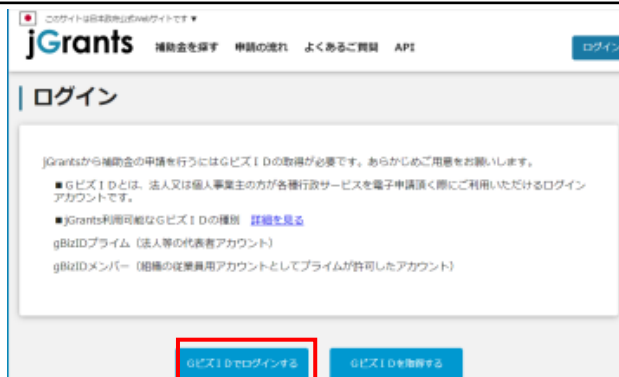 このサイトは日本政府公式Webサイトです ▼
jGrants 補助金を探す 申請の流れ よくあるご質問 API ログイン
ログイン
jGrantsから補助金の申請を行うにはGビズIDの取得が必要です。あらかじめご用意をお願いします。
■GビズIDとは、法人又は個人事業主の方が各種行政サービスを電子申請頂く際にご利用いただけるログイン
アカウントです。
■jGrants利用可能なGビズIDの種別 詳細を見る
gBizIDプライム（法人等の代表者アカウント）
gBizIDメンバー（組織の従業員用アカウントとしてプライムが許可したアカウント）
GビズIDでログインする GビズIDを取得する